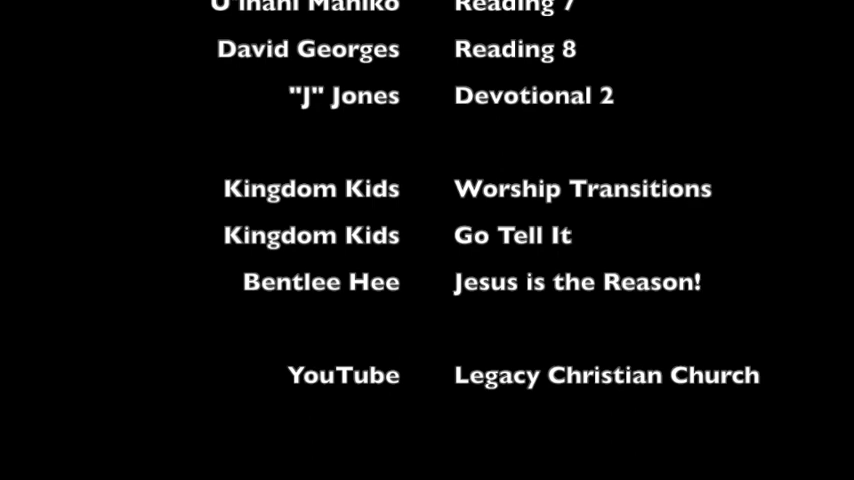 Maniko Reading 7
David Georges Reading 8
"J" Jones Devotional 2
Kingdom Kids Worship Transitions
Kingdom Kids Go Tell It
Bentlee Hee Jesus is the Reason!
YouTube Legacy Christian Church